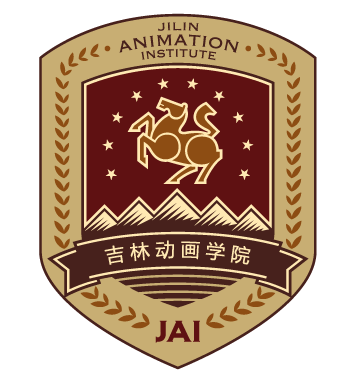 JILIN
ANIMATION
INSTITUTE
吉林动画学院
JAI